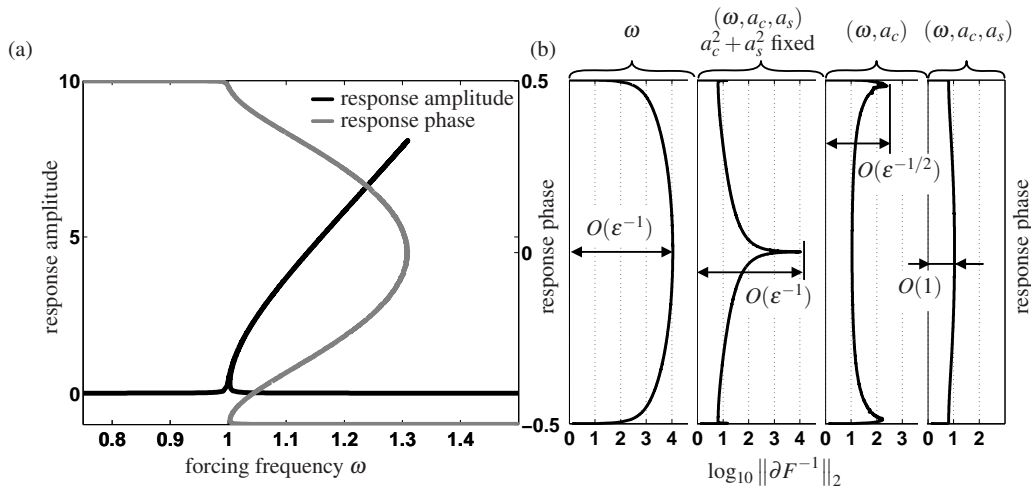 (a)
10
5
0
response amplitude
response amplitude
response phase
0.8
0.9
1
1.1
1.2
1.3
1.4
forcing frequency ω
0.5
0
−0.5
response phase
(b)
ω
(ω, a_c, a_s)
a_c^2 + a_s^2 fixed
(ω, a_c)
(ω, a_c, a_s)
O(ε^{−1})
O(ε^{−1})
O(ε^{−1/2})
O(1)
0 1 2 3 4
0 1 2 3 4
0 1 2 3
0 1 2
log_{10} ‖∂F^{−1}‖_2
response phase